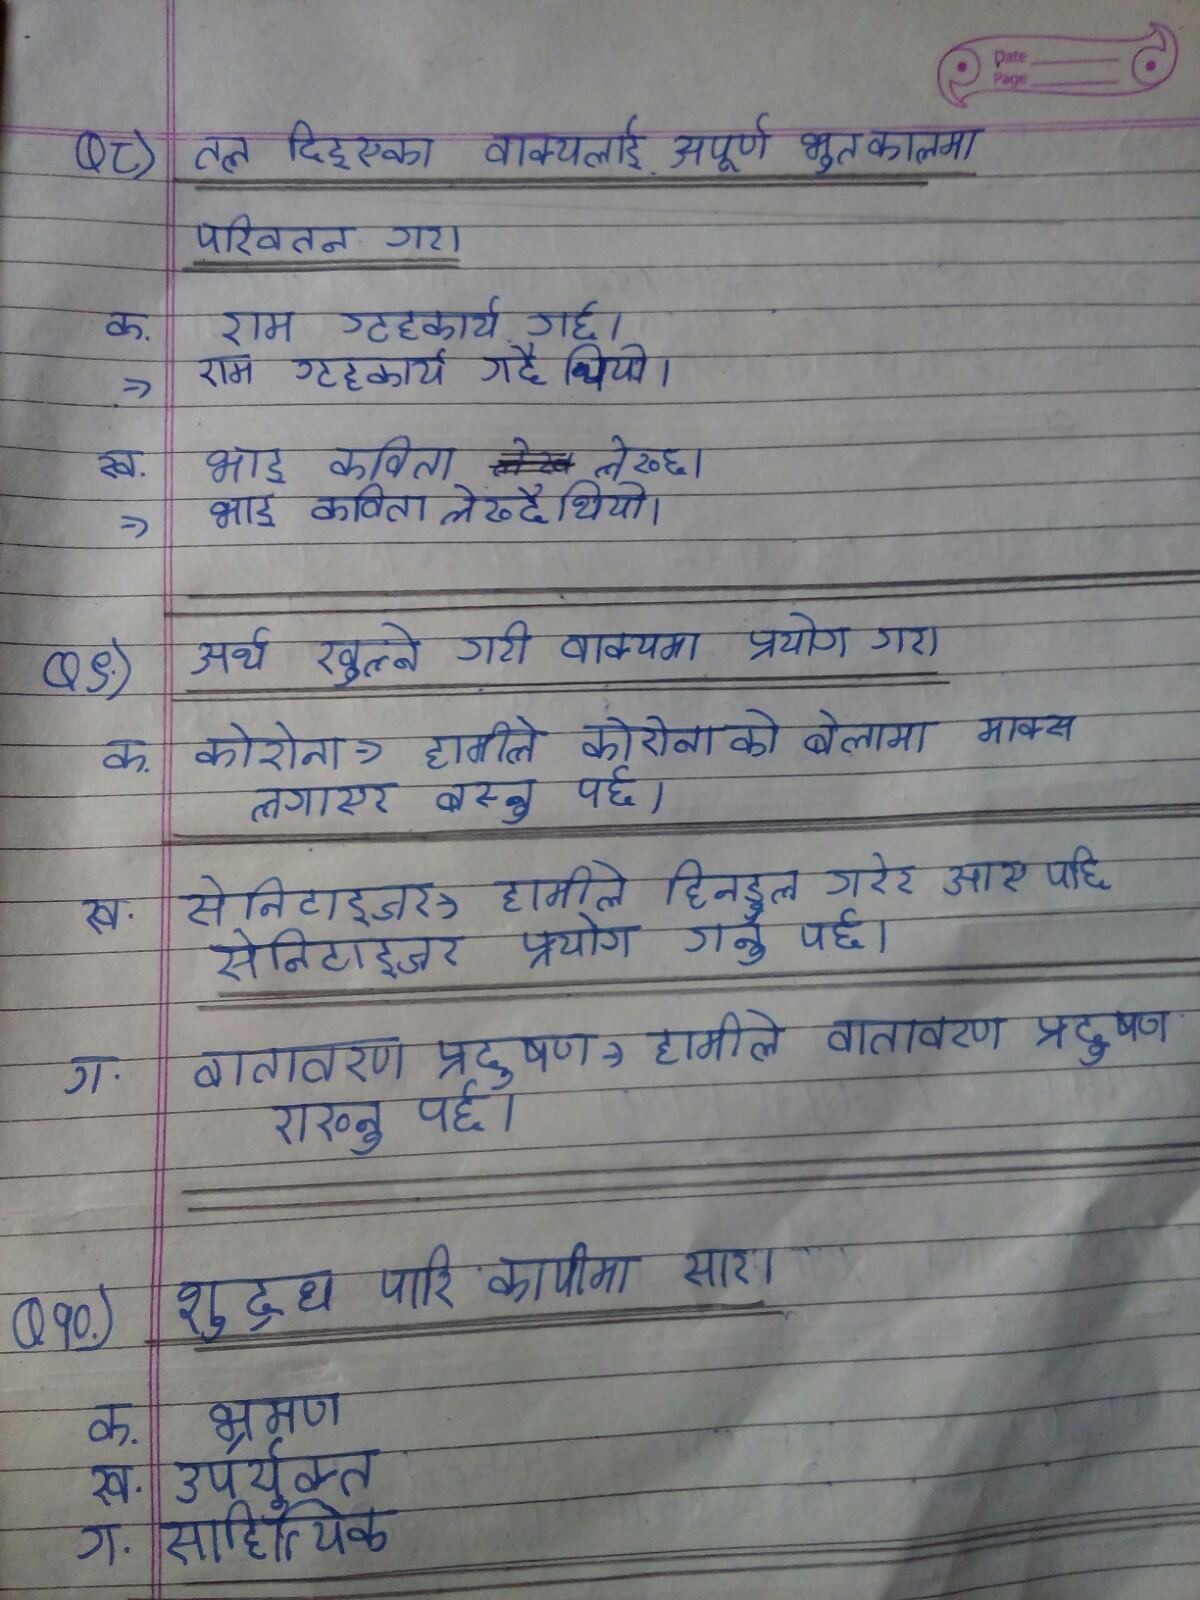 Date
Page
Q८) तल दिइएका वाक्यलाई अपूर्ण भुतकालमा
परिवतन गर।
क. राम गृहकार्य गर्छ।
⇒ राम गृहकार्य गर्दै थियो।
ख. भाइ कविता लेख्छ।
⇒ भाइ कविता लेख्दै थियो।
Q९.) अर्थ खुल्ने गरी वाक्यमा प्रयोग गर।
क. कोरोना ⇒ हामीले कोरोनाको बेलामा माक्स
लगाएर बस्नु पर्छ।
ख. सेनिटाइजर ⇒ हामीले हिनडुल गरेर आए पछि
सेनिटाइजर प्रयोग गर्नु पर्छ।
ग. वातावरण प्रदुषण ⇒ हामीले वातावरण प्रदुषण
राख्नु पर्छ।
Q१०.) शुद्ध पारि कापीमा सार।
क. भ्रमण
ख. उपर्युक्त
ग. साहित्यिक